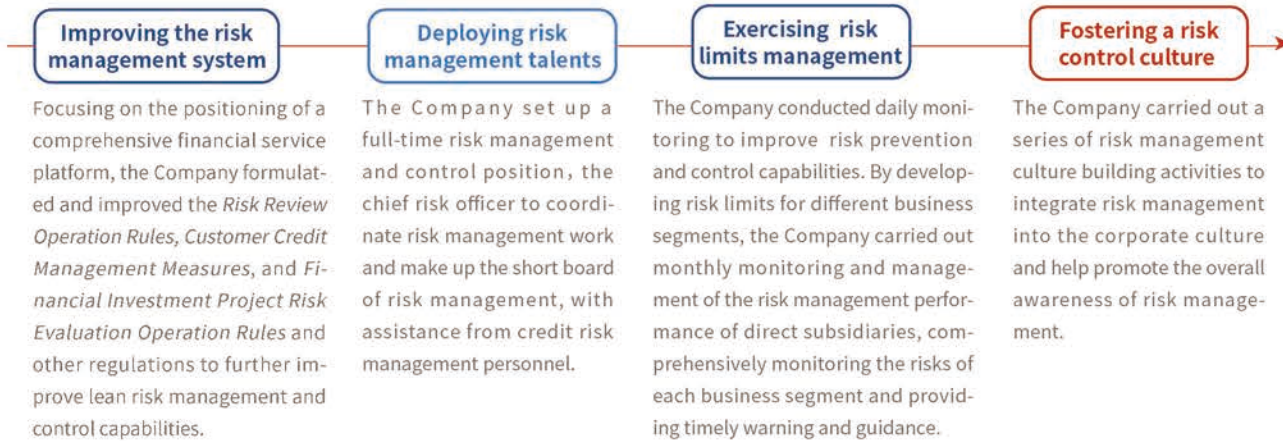 Improving the risk
management system
Focusing on the positioning of a
comprehensive financial service
platform, the Company formulat-
ed and improved the Risk Review
Operation Rules, Customer Credit
Management Measures, and Fi-
nancial Investment Project Risk
Evaluation Operation Rules and
other regulations to further im-
prove lean risk management and
control capabilities.
Deploying risk
management talents
The Company set up a
full-time risk management
and control position, the
chief risk officer to coordi-
nate risk management work
and make up the short board
of risk management, with
assistance from credit risk
management personnel.
Exercising risk
limits management
The Company conducted daily moni-
toring to improve risk prevention
and control capabilities. By develop-
ing risk limits for different business
segments, the Company carried out
monthly monitoring and manage-
ment of the risk management perfor-
mance of direct subsidiaries, com-
prehensively monitoring the risks of
each business segment and provid-
ing timely warning and guidance.
Fostering a risk
control culture
The Company carried out a
series of risk management
culture building activities to
integrate risk management
into the corporate culture
and help promote the overall
awareness of risk manage-
ment.